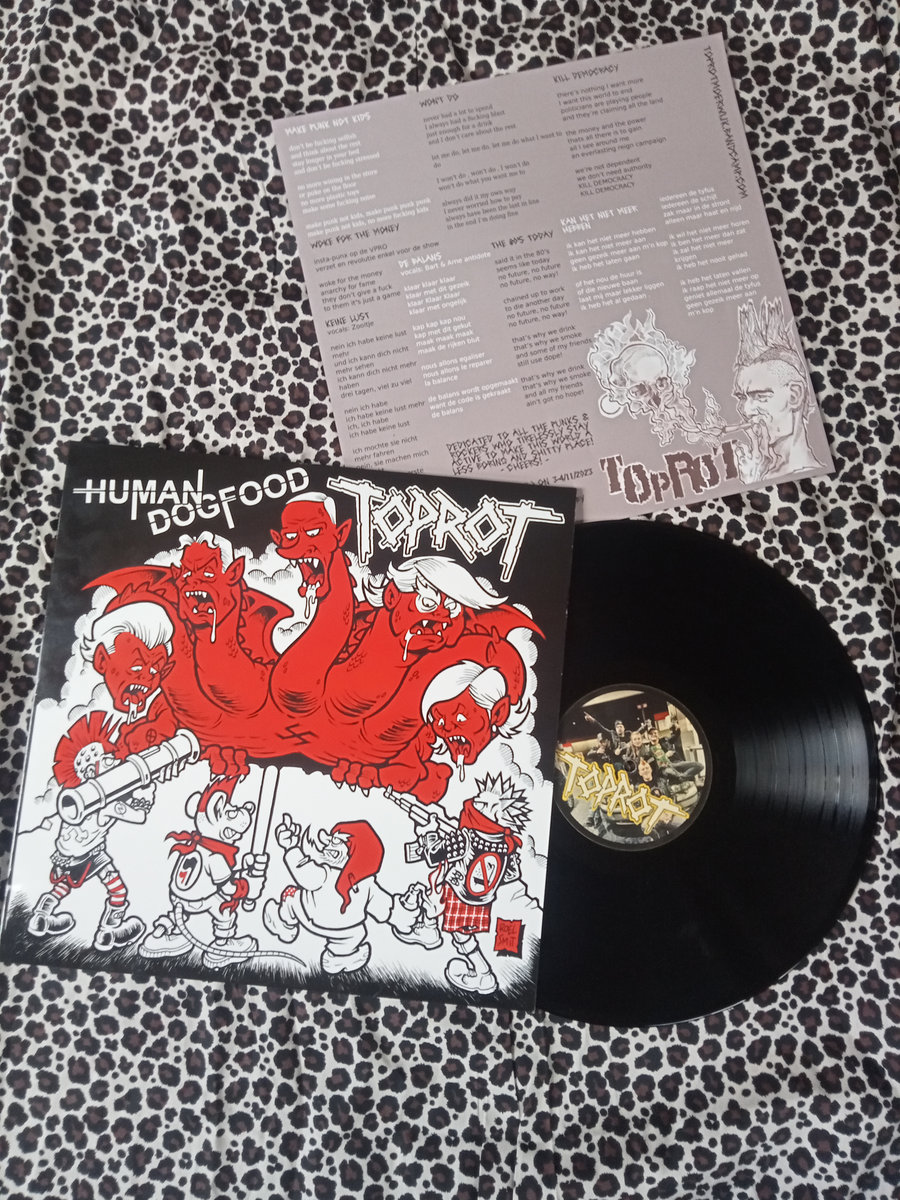 MAKE PUNK NOT KIDS
don't be fucking selfish
and think about the rest
stay longer in your bed
and don't be fucking stressed
no more wining in the store
or puke on the floor
no more plastic toys
make some fucking noise
make punk not kids, make punk punk punk
make punk not kids, no more fucking kids
WOKE FOR THE MONEY
insta-punx op de VPRO
verzet en revolutie enkel voor de show
woke for the money
anarchy for fame
they don't give a fuck
to them it's just a game
KEINE LUST
vocals: Zootje
nein ich habe keine lust
mehr
und ich kann dich nicht
mehr sehen
ich kann dich nicht mehr
haben
drei tagen, viel zu viel
nein ich habe
ich habe keine lust mehr
ich, ich habe
ich habe keine lust
ich mochte sie nicht
mehr fahren
sie machen mich
WON'T DO
never had a lot to spend
I always had a fucking blast
just enough for a drink
and I don't care about the rest
let me do, let me do, let me do what I want to
do
I won't do, won't do, I won't do
won't do what you want me to
always did it my own way
I never worried how to pay
always have been the last in line
in the end I'm doing fine
DE BALANS
vocals: Bart & Arne antidote
klaar klaar klaar
klaar met dit gezeik
klaar klaar klaar
klaar met ongelijk
kap kap kap nou
kap met dit gekut
maak maak maak
maak de rijken blut
nous allons egaliser
nous allons le reparer
la balance
de balans wordt opgemaakt
want de code is gekraakt
de balans
THE 80S TODAY
said it in the 80's
seems like today
no future, no future
no future, no way!
chained up to work
to die another day
no future, no future
no future, no way!
that's why we drink
that's why we smoke
and some of my friends
still use dope!
that's why we drink
that's why we smoke
and all my friends
ain't got no hope!
KILL DEMOCRACY
there's nothing I want more
I want this world to end
politicians are playing people
and they're claiming all the land
the money and the power
thats all there is to gain
all I see around me
an everlasting reign campaign
we're not dependent
we don't need authority
KILL DEMOCRACY
KILL DEMOCRACY
KAN HET NIET MEER
HEBBEN
ik kan het niet meer hebben
ik kan het niet meer aan
geen gezeik meer aan m'n kop
ik heb het laten gaan
of het nou de huur is
of die nieuwe baan
last mij maar lekker liggen
ik heb het al gedaan
iedereen de tyfus
iedereen de schijt
zak maar in de stront
ik wil het niet meer horen
ik zat het niet meer
krijgen
ik heb het nooit gehad
ik laat het laten vallen
geniet allemaal de tyfus
geen gezeik meer aan
m'n kop
DEDICATED TO ALL THE PUNKS &
ROCKERS WHO TIRELESSLY STAY
ACTIVE TO MAKE THIS WORLD A
LESS BORING AND SHITTY PLACE!
- CHEERS! -
ON 3-4/11/2023
TOPROT
HUMAN
DOGFOOD
TOPROT
ROEL
SMIT
TOPROT